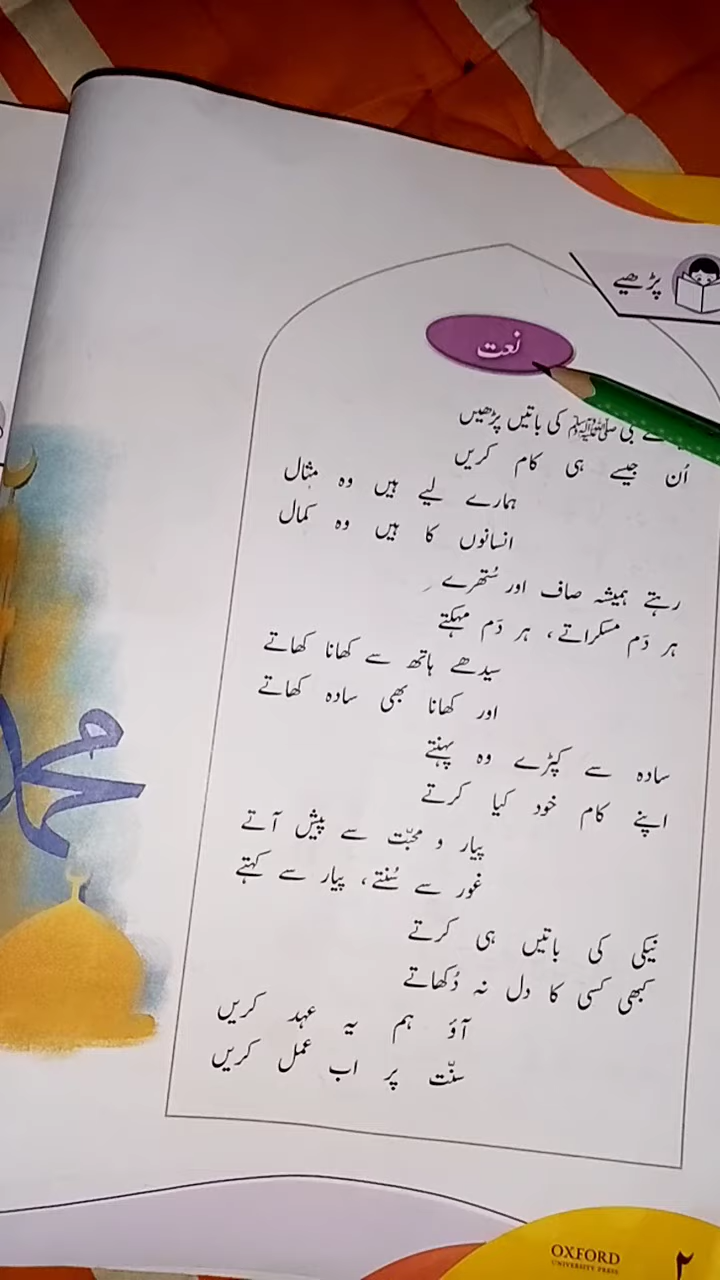 پڑھیے
نعت
نبی ﷺ کی باتیں پڑھیں
اُن جیسے ہی کام کریں
ہمارے لیے ہیں وہ مثال
انسانوں کا ہیں وہ کمال
رہتے ہمیشہ صاف اور سُتھرے
ہر دَم مسکراتے، ہر دَم مہکتے
سیدھے ہاتھ سے کھانا کھاتے
اور کھانا بھی سادہ کھاتے
سادہ سے کپڑے وہ پہنتے
اپنے کام خود کیا کرتے
پیار و محبّت سے پیش آتے
غور سے سُنتے، پیار سے کہتے
نیکی کی باتیں ہی کرتے
کبھی کسی کا دل نہ دُکھاتے
آؤ ہم یہ عہد کریں
سنّت پر اب عمل کریں
محمد
OXFORD
UNIVERSITY PRESS
۲